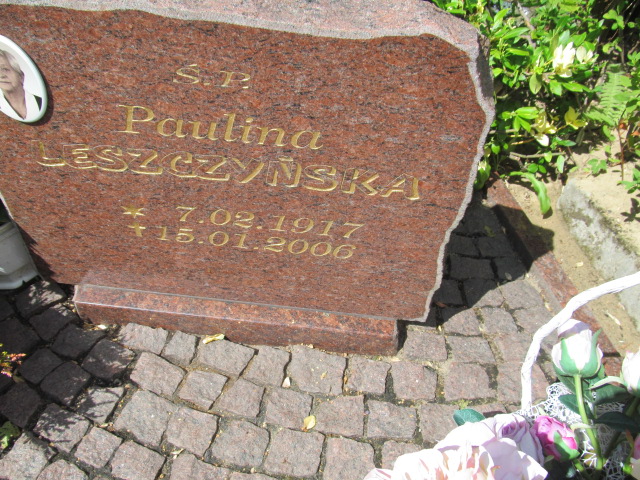 Ś.P.
Paulina
LESZCZYŃSKA
* 7.02.1917
✝ 15.01.2006